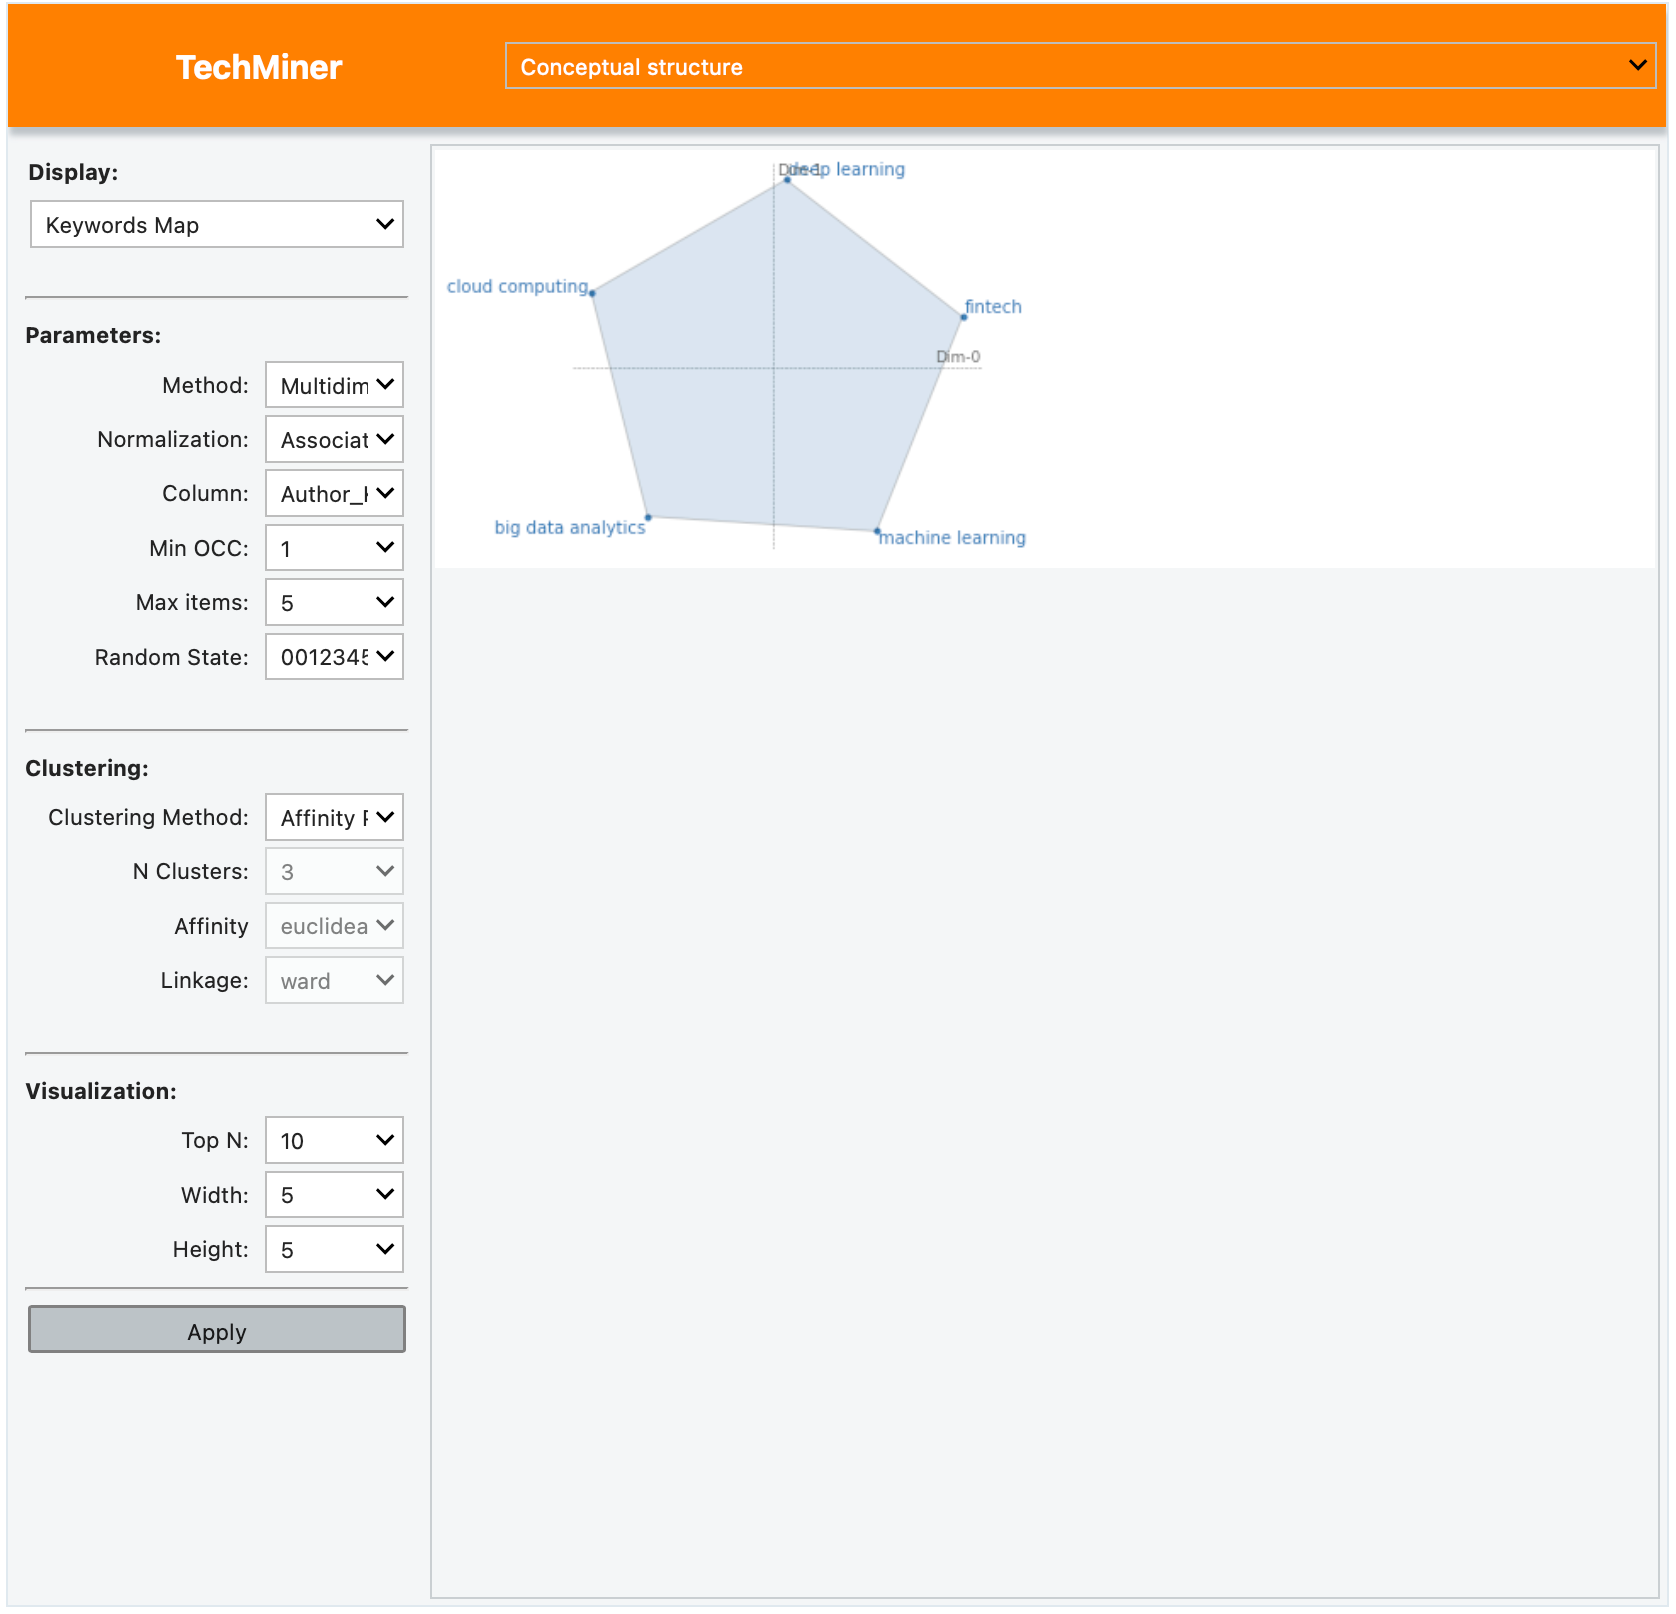 TechMiner
Conceptual structure
Display:
Keywords Map
Parameters:
Method: Multidim
Normalization: Associat
Column: Author_
Min OCC: 1
Max items: 5
Random State: 0012345
Clustering:
Clustering Method: Affinity
N Clusters: 3
Affinity euclidea
Linkage: ward
Visualization:
Top N: 10
Width: 5
Height: 5
Apply
Dim-1
deep learning
cloud computing
fintech
Dim-0
big data analytics
machine learning